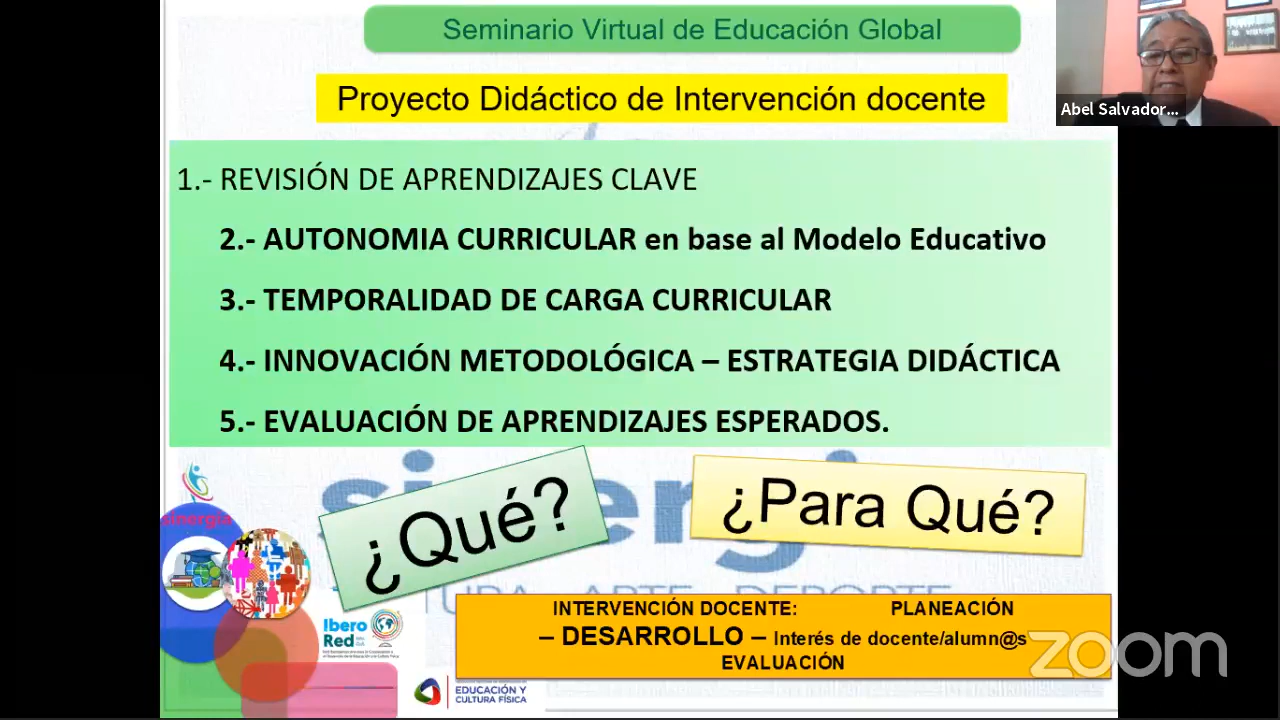 Seminario Virtual de Educación Global
Proyecto Didáctico de Intervención docente
Abel Salvador...
1.- REVISIÓN DE APRENDIZAJES CLAVE
2.- AUTONOMIA CURRICULAR en base al Modelo Educativo
3.- TEMPORALIDAD DE CARGA CURRICULAR
4.- INNOVACIÓN METODOLÓGICA – ESTRATEGIA DIDÁCTICA
5.- EVALUACIÓN DE APRENDIZAJES ESPERADOS.
¿Qué?
¿Para Qué?
sinergia
ARTE DEPORTE
INTERVENCIÓN DOCENTE: PLANEACIÓN
– DESARROLLO – Interés de docente/alumn@s
EVALUACIÓN
Ibero
Red
EDUCACIÓN Y
CULTURA FÍSICA
zoom